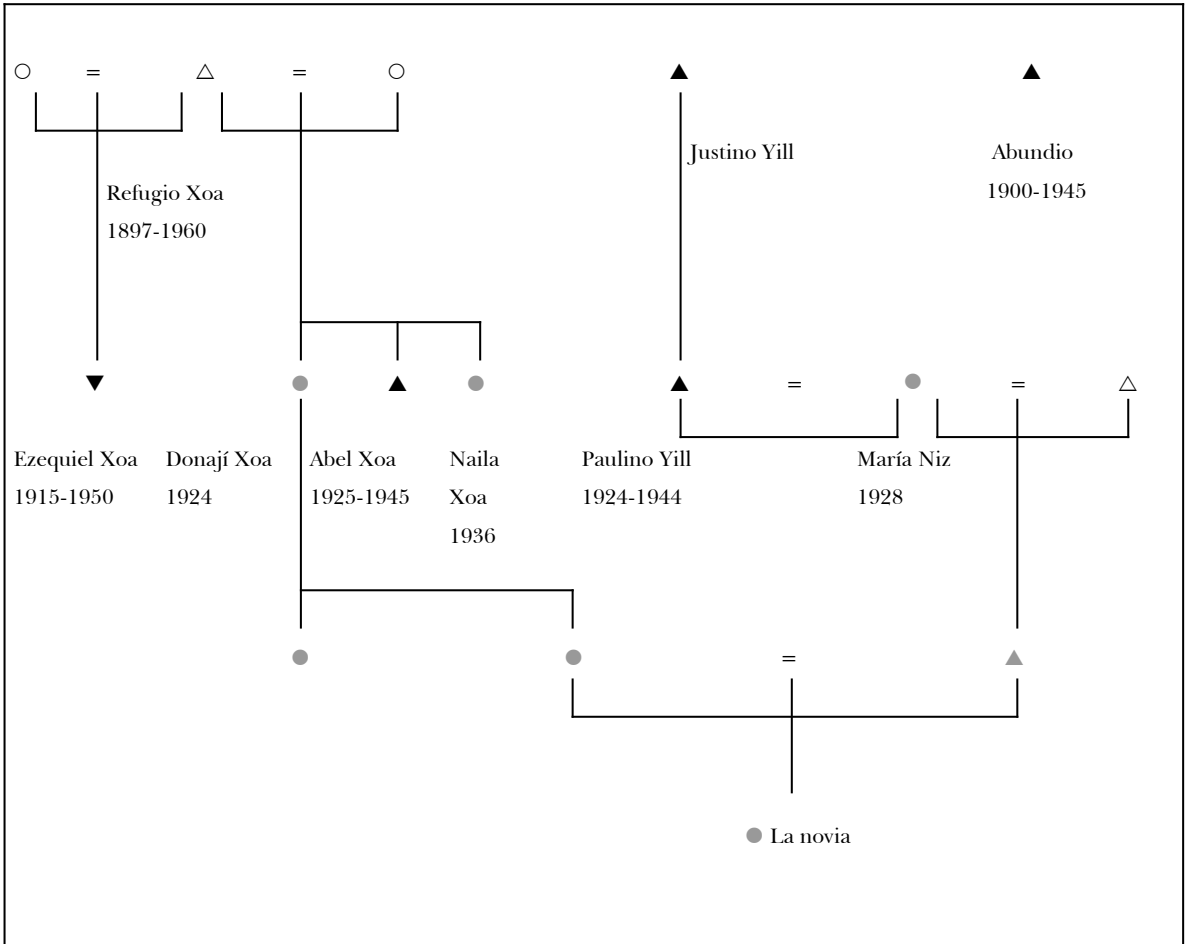 = = 
Justino Yill
Abundio
Refugio Xoa
1900-1945
1897-1960
= =
Ezequiel Xoa Donají Xoa Abel Xoa Naila Paulino Yill María Niz
1915-1950 1924 1925-1945 Xoa 1924-1944 1928
1936
=
La novia